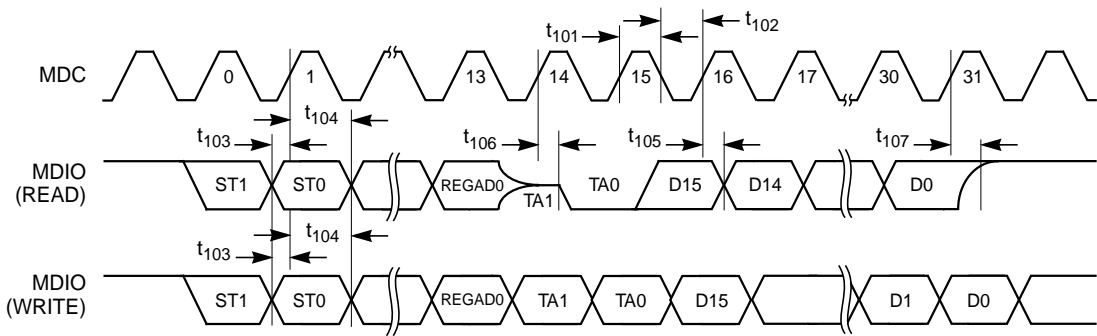 t101 t102
MDC 0 1 13 14 15 16 17 30 31
t104
t103 t106 t105 t107
MDIO
(READ)
ST1 ST0 REGAD0 TA1 TA0 D15 D14 D0
t104
t103
MDIO
(WRITE)
ST1 ST0 REGAD0 TA1 TA0 D15 D1 D0